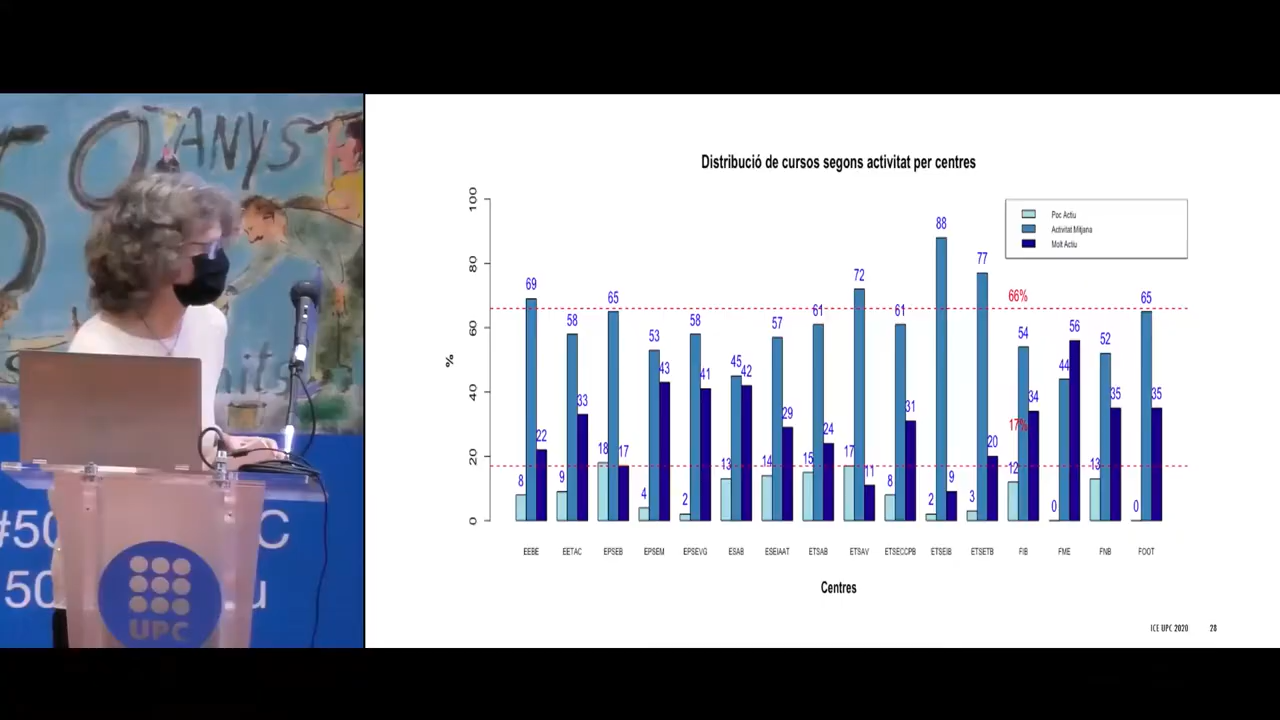 50 ANYS
#50 C
50 u
UPC
Distribució de cursos segons activitat per centres
Poc Actiu
Activitat Mitjana
Molt Actiu
%
100
80
60
40
20
0
66%
17%
8 69 22
9 58 33
18 65 17
4 53 43
2 58 41
13 45 42
14 57 29
15 61 24
17 72 11
8 61 31
2 88 9
3 77 20
12 54 34
0 44 56
13 52 35
0 65 35
EEBE EETAC EPSEB EPSEM EPSEVG ESAB ESEIAAT ETSAB ETSAV ETSECCPB ETSEIB ETSETB FIB FME FNB FOOT
Centres
ICE UPC 2020 28